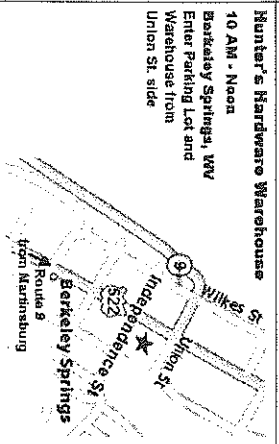 Hunter's Hardware Warehouse
10 AM - Noon
Berkeley Springs, WV
Enter Parking Lot and
Warehouse from
Union St. side
Wilkes St
9
Union St
Independence St
522
Berkeley Springs
Route 9
from Martinsburg